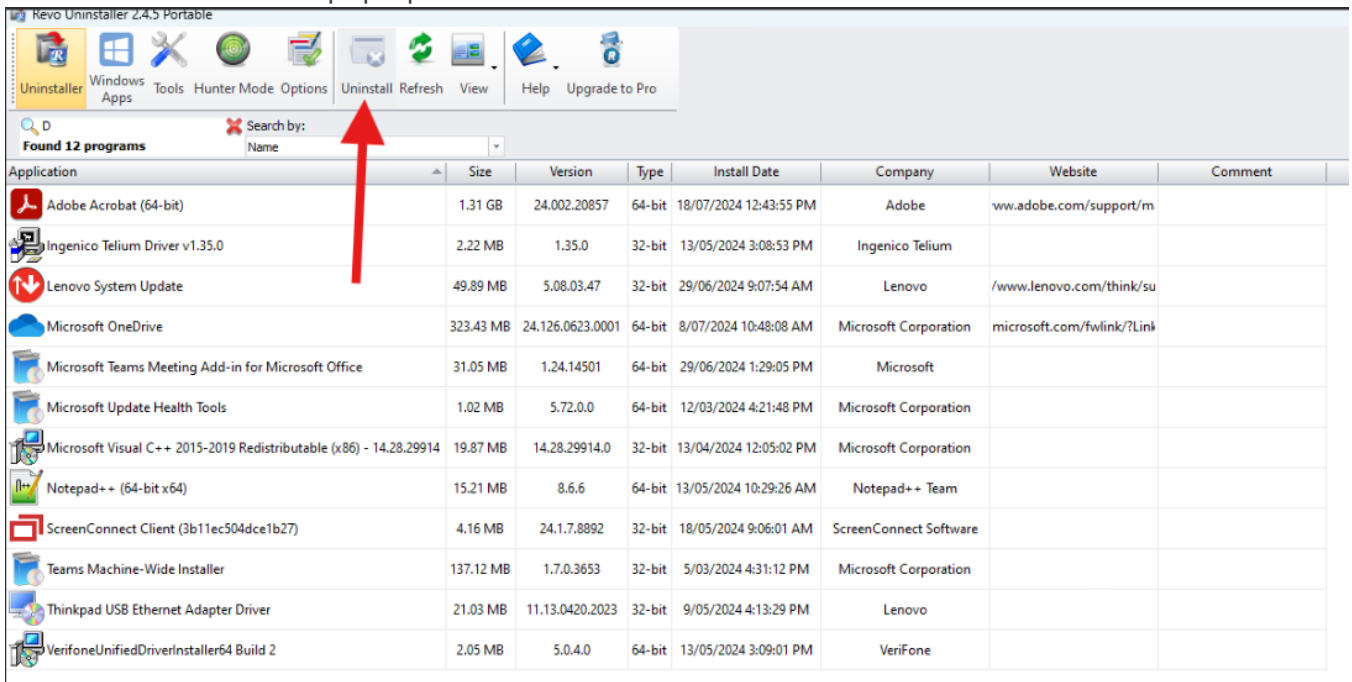 Revo Uninstaller 2.4.5 Portable
Uninstaller Windows Apps Tools Hunter Mode Options Uninstall Refresh View Help Upgrade to Pro
D Search by:
Found 12 programs Name
Application Size Version Type Install Date Company Website Comment
Adobe Acrobat (64-bit) 1.31 GB 24.002.20857 64-bit 18/07/2024 12:43:55 PM Adobe ww.adobe.com/support/m
Ingenico Telium Driver v1.35.0 2.22 MB 1.35.0 32-bit 13/05/2024 3:08:53 PM Ingenico Telium
Lenovo System Update 49.89 MB 5.08.03.47 32-bit 29/06/2024 9:07:54 AM Lenovo /www.lenovo.com/think/su
Microsoft OneDrive 323.43 MB 24.126.0623.0001 64-bit 8/07/2024 10:48:08 AM Microsoft Corporation microsoft.com/fwlink/?Link
Microsoft Teams Meeting Add-in for Microsoft Office 31.05 MB 1.24.14501 64-bit 29/06/2024 1:29:05 PM Microsoft
Microsoft Update Health Tools 1.02 MB 5.72.0.0 64-bit 12/03/2024 4:21:48 PM Microsoft Corporation
Microsoft Visual C++ 2015-2019 Redistributable (x86) - 14.28.29914 19.87 MB 14.28.29914.0 32-bit 13/04/2024 12:05:02 PM Microsoft Corporation
Notepad++ (64-bit x64) 15.21 MB 8.6.6 64-bit 13/05/2024 10:29:26 AM Notepad++ Team
ScreenConnect Client (3b11ec504dce1b27) 4.16 MB 24.1.7.8892 32-bit 18/05/2024 9:06:01 AM ScreenConnect Software
Teams Machine-Wide Installer 137.12 MB 1.7.0.3653 32-bit 5/03/2024 4:31:12 PM Microsoft Corporation
Thinkpad USB Ethernet Adapter Driver 21.03 MB 11.13.0420.2023 32-bit 9/05/2024 4:13:29 PM Lenovo
VerifoneUnifiedDriverInstaller64 Build 2 2.05 MB 5.0.4.0 64-bit 13/05/2024 3:09:01 PM VeriFone